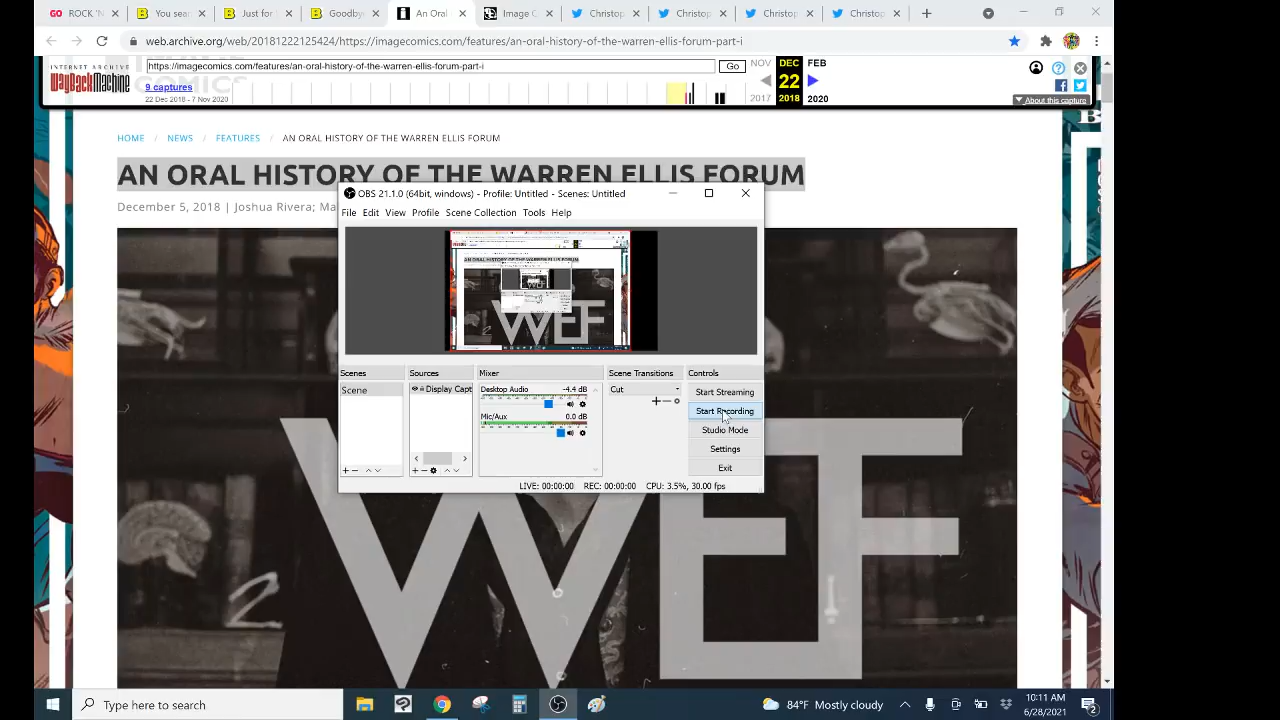 GO ROCK 'N
You sear
Just for
Goodbye
An Oral
Image C
Christop
Christop
Christop
Christop
web.archive.org/web/20181222125424/https://imagecomics.com/features/an-oral-history-of-the-warren-ellis-forum-part-i
INTERNET ARCHIVE
WayBackMachine
https://imagecomics.com/features/an-oral-history-of-the-warren-ellis-forum-part-i
Go
NOV DEC FEB
9 captures
22 Dec 2018 - 7 Nov 2020
22
2017 2018 2020
About this capture
COMICS
HOME / NEWS / FEATURES / AN ORAL HISTORY OF THE WARREN ELLIS FORUM
AN ORAL HISTORY OF THE WARREN ELLIS FORUM
December 5, 2018 | Joshua Rivera; Ma
OBS 21.1.0 (64bit, windows) - Profile: Untitled - Scenes: Untitled
File Edit View Profile Scene Collection Tools Help
Scenes
Sources
Mixer
Scene Transitions
Controls
Scene
Display Capt
Desktop Audio -4.4 dB
Mic/Aux 0.0 dB
Cut
Start Streaming
Start Recording
Studio Mode
Settings
Exit
LIVE: 00:00:00 REC: 00:00:00 CPU: 3.5%, 30.00 fps
WEF
Type here to search
84°F Mostly cloudy
10:11 AM
6/28/2021
2